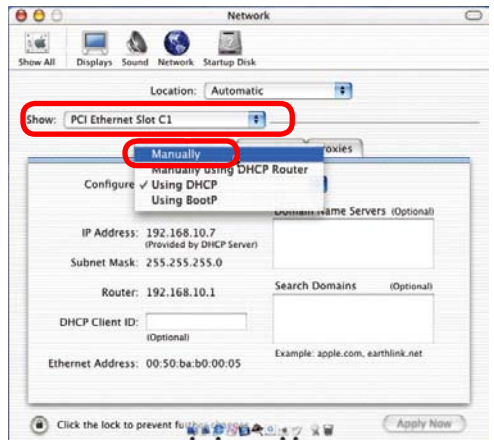 Network
Show All Displays Sound Network Startup Disk
Location: Automatic
Show: PCI Ethernet Slot C1
Manually
Manually using DHCP Router
Using DHCP
Using BootP
Configure
Domain Name Servers (Optional)
IP Address: 192.168.10.7
(Provided by DHCP Server)
Subnet Mask: 255.255.255.0
Router: 192.168.10.1
Search Domains (Optional)
DHCP Client ID:
(Optional)
Example: apple.com, earthlink.net
Ethernet Address: 00:50:ba:b0:00:05
Click the lock to prevent
Apply Now